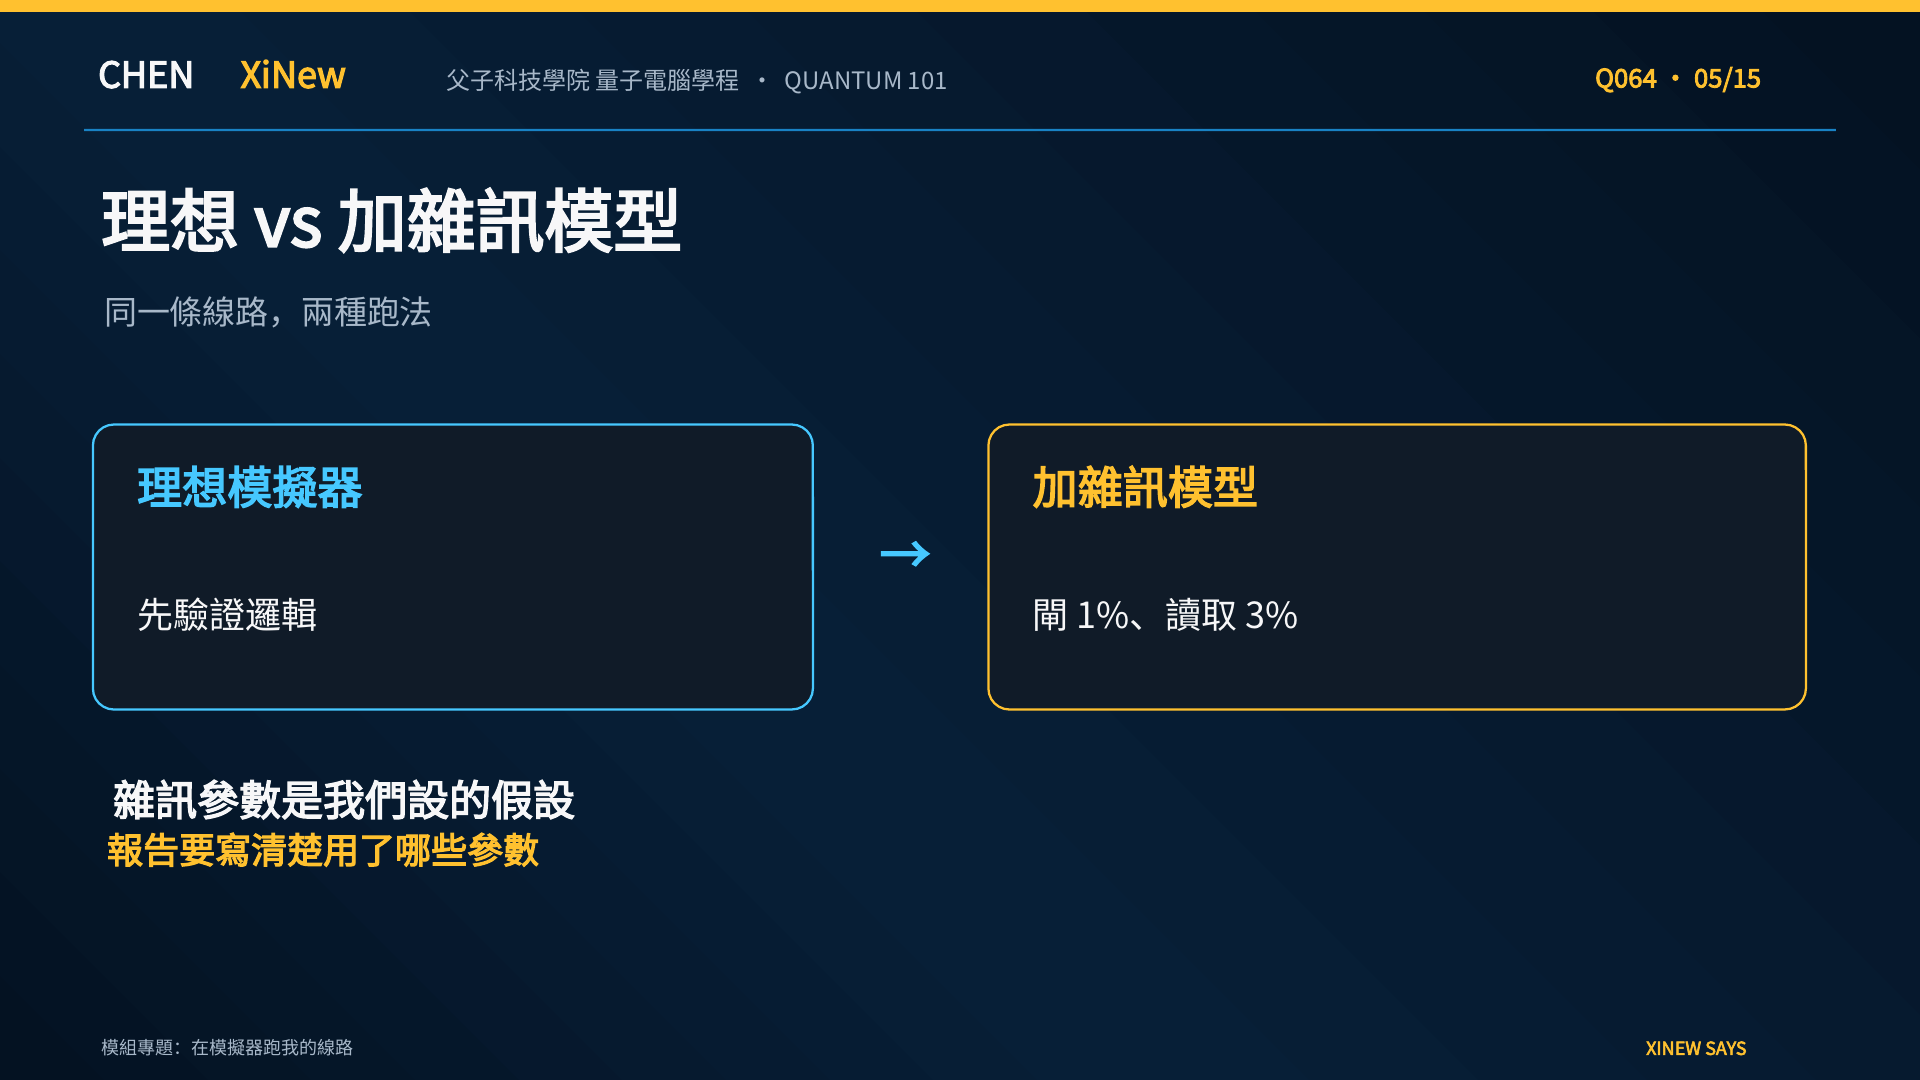 CHEN XiNew 父子科技學院 量子電腦學程 · QUANTUM 101 Q064 · 05/15
理想 vs 加雜訊模型
同一條線路，兩種跑法
理想模擬器
先驗證邏輯
→
加雜訊模型
閘 1%、讀取 3%
雜訊參數是我們設的假設
報告要寫清楚用了哪些參數
模組專題：在模擬器跑我的線路
XINEW SAYS